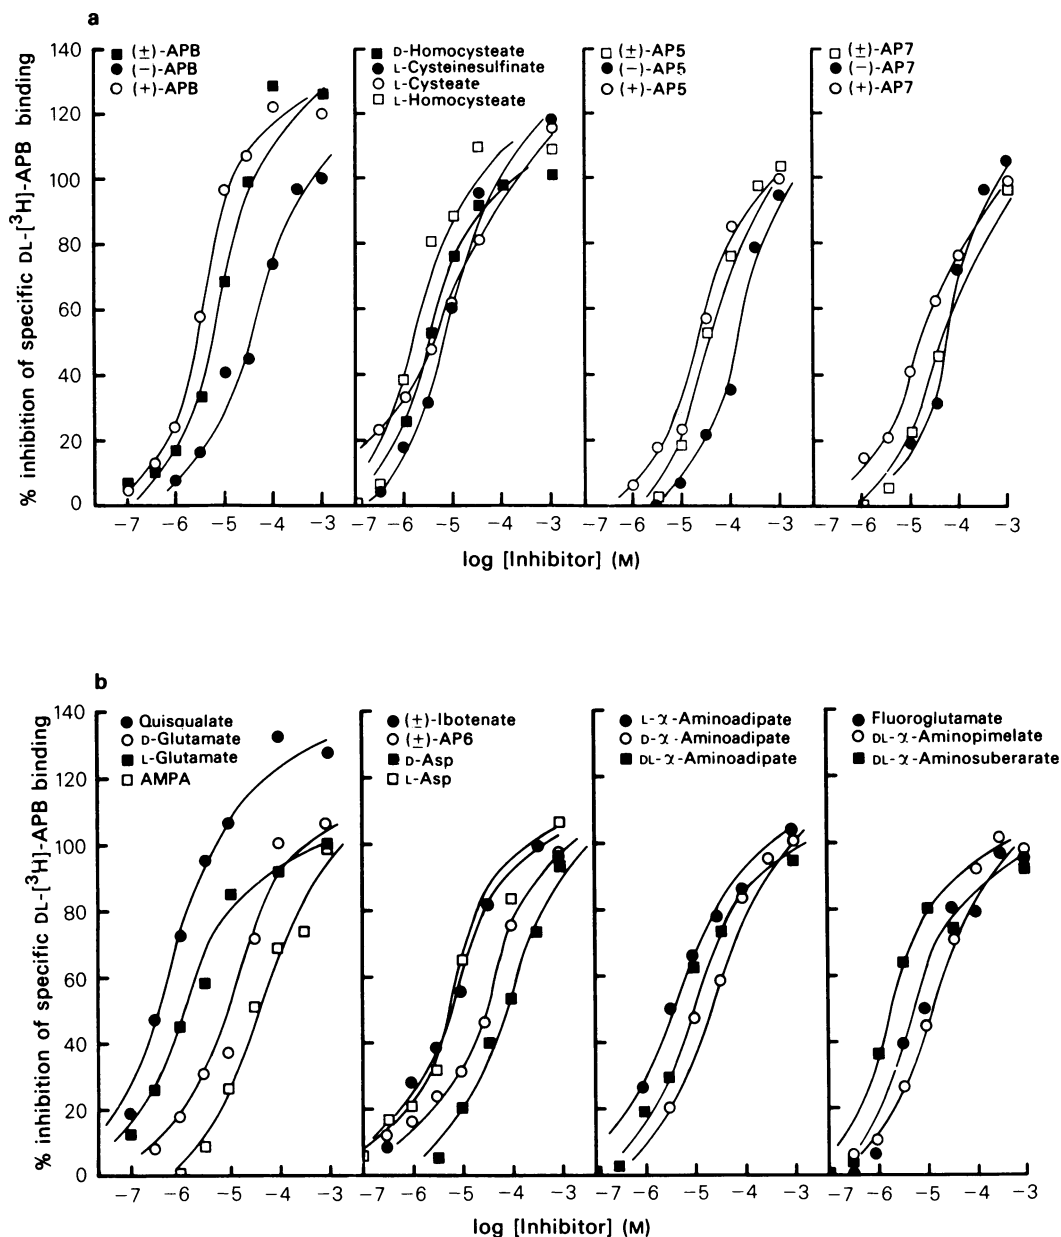 a
% inhibition of specific DL-[³H]-APB binding
140
120
100
80
60
40
20
0
(±)-APB
(−)-APB
(+)-APB
D-Homocysteate
L-Cysteinesulfinate
L-Cysteate
L-Homocysteate
(±)-AP5
(−)-AP5
(+)-AP5
(±)-AP7
(−)-AP7
(+)-AP7
−7 −6 −5 −4 −3
−7 −6 −5 −4 −3
−7 −6 −5 −4 −3
−7 −6 −5 −4 −3
log [Inhibitor] (M)
b
% inhibition of specific DL-[³H]-APB binding
140
120
100
80
60
40
20
0
Quisqualate
D-Glutamate
L-Glutamate
AMPA
(±)-Ibotenate
(±)-AP6
D-Asp
L-Asp
L-α-Aminoadipate
D-α-Aminoadipate
DL-α-Aminoadipate
Fluoroglutamate
DL-α-Aminopimelate
DL-α-Aminosuberarate
−7 −6 −5 −4 −3
−7 −6 −5 −4 −3
−7 −6 −5 −4 −3
−7 −6 −5 −4 −3
log [Inhibitor] (M)